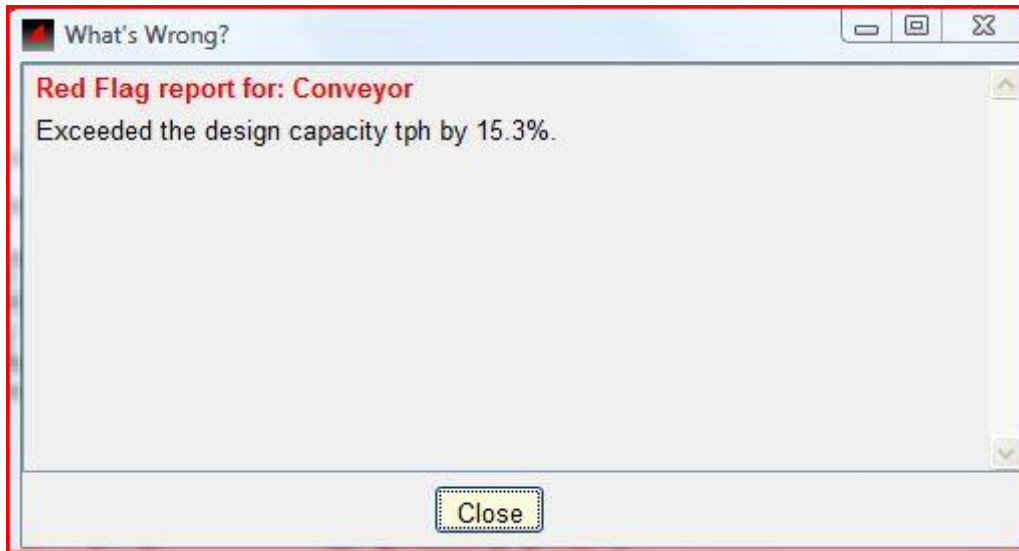 What's Wrong?
Red Flag report for: Conveyor
Exceeded the design capacity tph by 15.3%.
Close